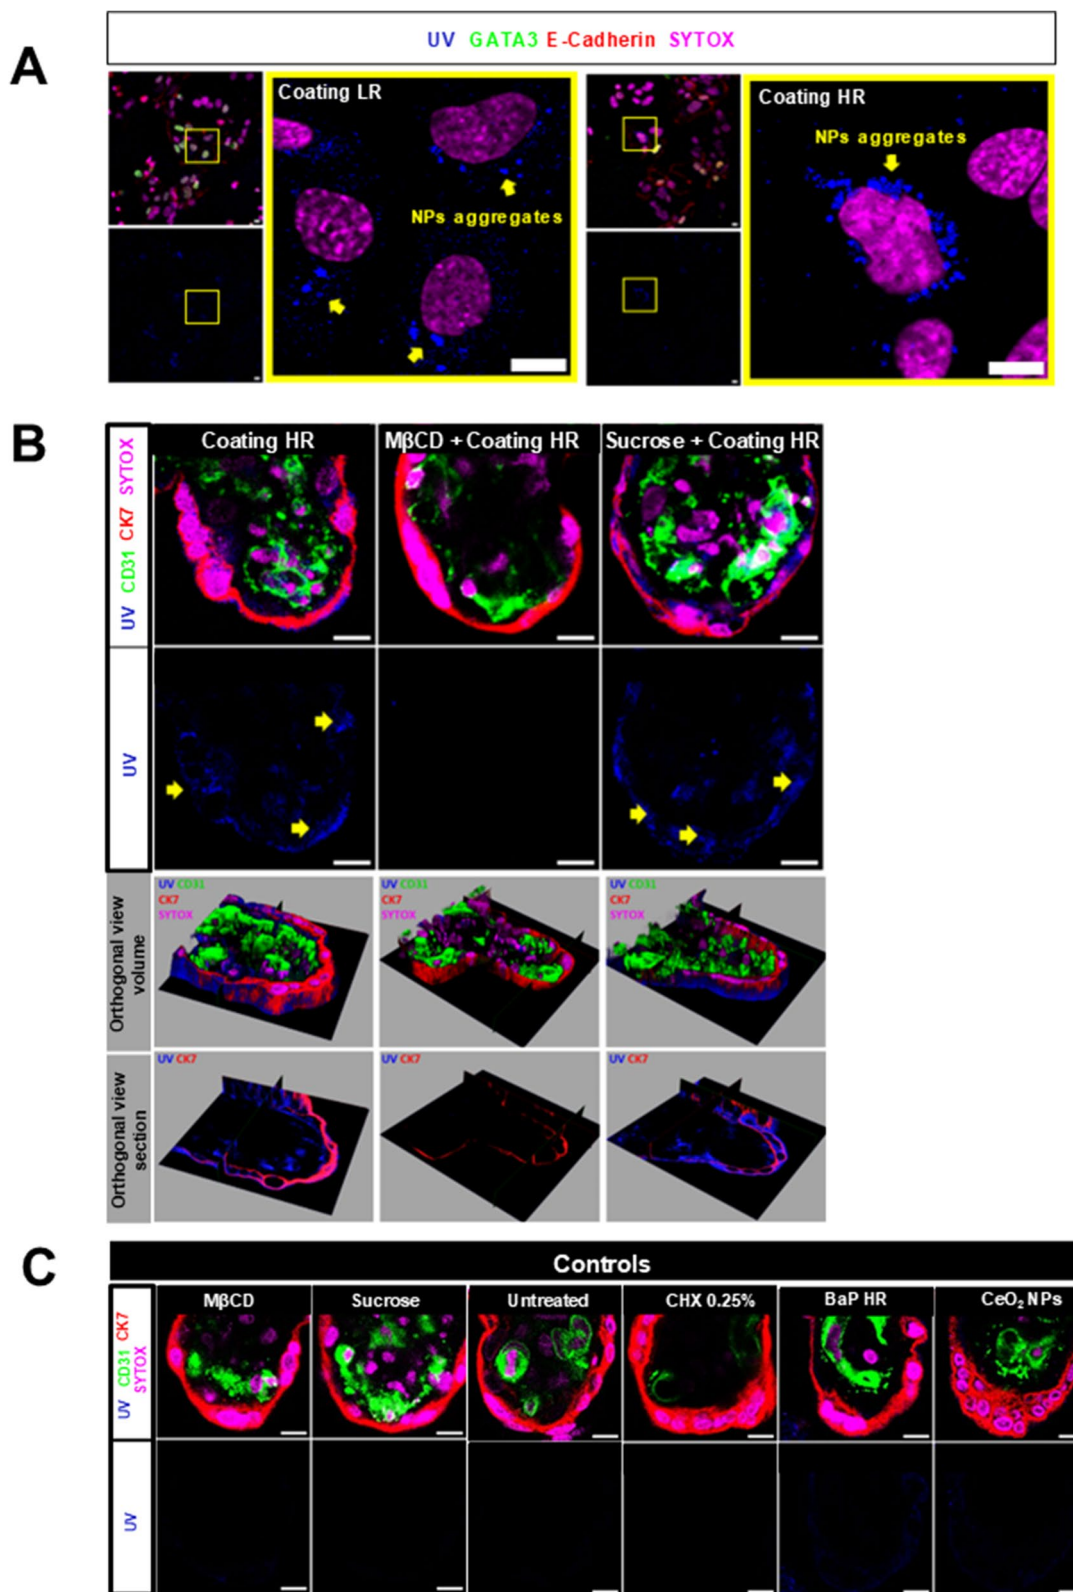 UV GATA3 E-Cadherin SYTOX
A
Coating LR
NPs aggregates
Coating HR
NPs aggregates
B
UV CD31 CK7 SYTOX
Coating HR
MβCD + Coating HR
Sucrose + Coating HR
UV
Orthogonal view
volume
UV CD31
CK7
SYTOX
UV CD31
CK7
SYTOX
UV CD31
CK7
SYTOX
Orthogonal view
section
UV CK7
UV CK7
UV CK7
C
Controls
UV CD31 CK7
SYTOX
MβCD
Sucrose
Untreated
CHX 0.25%
BaP HR
CeO₂ NPs
UV